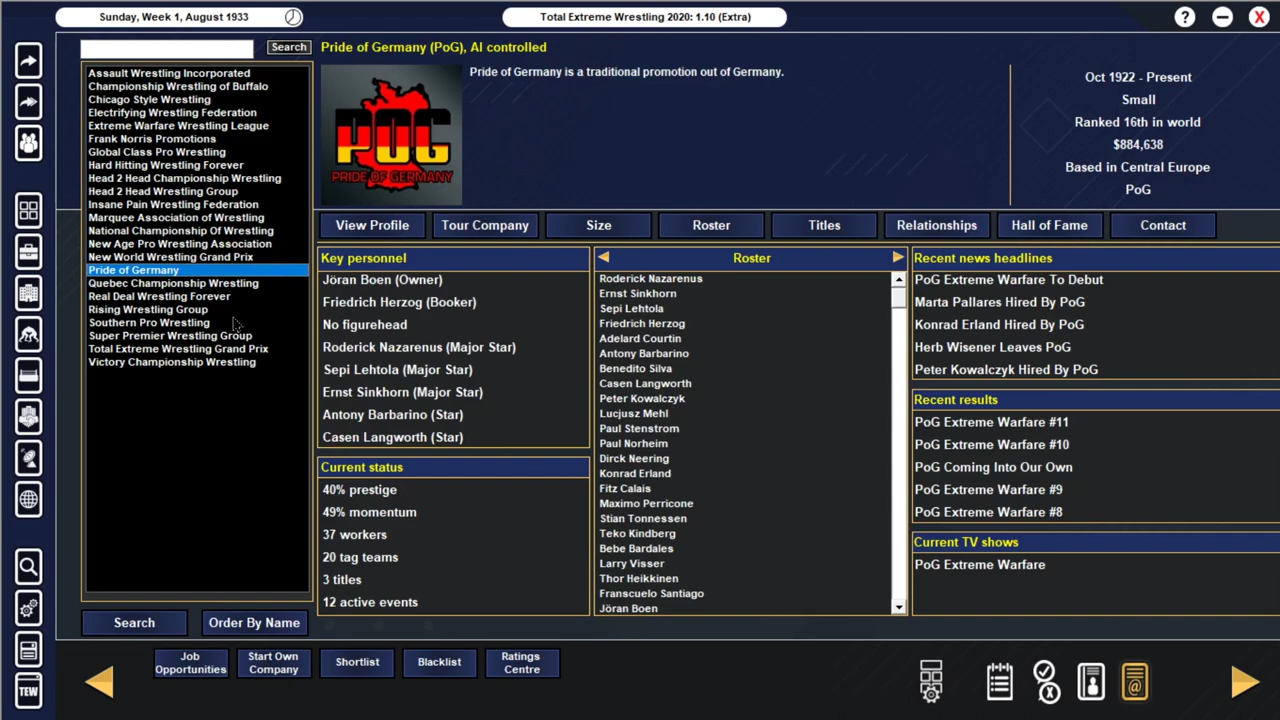 Sunday, Week 1, August 1933
Total Extreme Wrestling 2020: 1.10 (Extra)
?
X
Search
Pride of Germany (PoG), AI controlled
Assault Wrestling Incorporated
Championship Wrestling of Buffalo
Chicago Style Wrestling
Electrifying Wrestling Federation
Extreme Warfare Wrestling League
Frank Norris Promotions
Global Class Pro Wrestling
Hard Hitting Wrestling Forever
Head 2 Head Championship Wrestling
Head 2 Head Wrestling Group
Insane Pain Wrestling Federation
Marquee Association of Wrestling
National Championship Of Wrestling
New Age Pro Wrestling Association
New World Wrestling Grand Prix
Pride of Germany
Quebec Championship Wrestling
Real Deal Wrestling Forever
Rising Wrestling Group
Southern Pro Wrestling
Super Premier Wrestling Group
Total Extreme Wrestling Grand Prix
Victory Championship Wrestling
POG
PRIDE OF GERMANY
Pride of Germany is a traditional promotion out of Germany.
Oct 1922 - Present
Small
Ranked 16th in world
$884,638
Based in Central Europe
PoG
View Profile
Tour Company
Size
Roster
Titles
Relationships
Hall of Fame
Contact
Key personnel
Jöran Boen (Owner)
Friedrich Herzog (Booker)
No figurehead
Roderick Nazarenus (Major Star)
Sepi Lehtola (Major Star)
Ernst Sinkhorn (Major Star)
Antony Barbarino (Star)
Casen Langworth (Star)
Current status
40% prestige
49% momentum
37 workers
20 tag teams
3 titles
12 active events
Roster
Roderick Nazarenus
Ernst Sinkhorn
Sepi Lehtola
Friedrich Herzog
Adelard Courtin
Antony Barbarino
Benedito Silva
Casen Langworth
Peter Kowalczyk
Lucjusz Mehl
Paul Stenstrom
Paul Norheim
Dirck Neering
Konrad Erland
Fitz Calais
Maximo Perricone
Stian Tonnessen
Teko Kindberg
Bebe Bardales
Larry Visser
Thor Heikkinen
Franscuelo Santiago
Jöran Boen
Recent news headlines
PoG Extreme Warfare To Debut
Marta Pallares Hired By PoG
Konrad Erland Hired By PoG
Herb Wisener Leaves PoG
Peter Kowalczyk Hired By PoG
Recent results
PoG Extreme Warfare #11
PoG Extreme Warfare #10
PoG Coming Into Our Own
PoG Extreme Warfare #9
PoG Extreme Warfare #8
Current TV shows
PoG Extreme Warfare
Search
Order By Name
Job Opportunities
Start Own Company
Shortlist
Blacklist
Ratings Centre
TEW
@